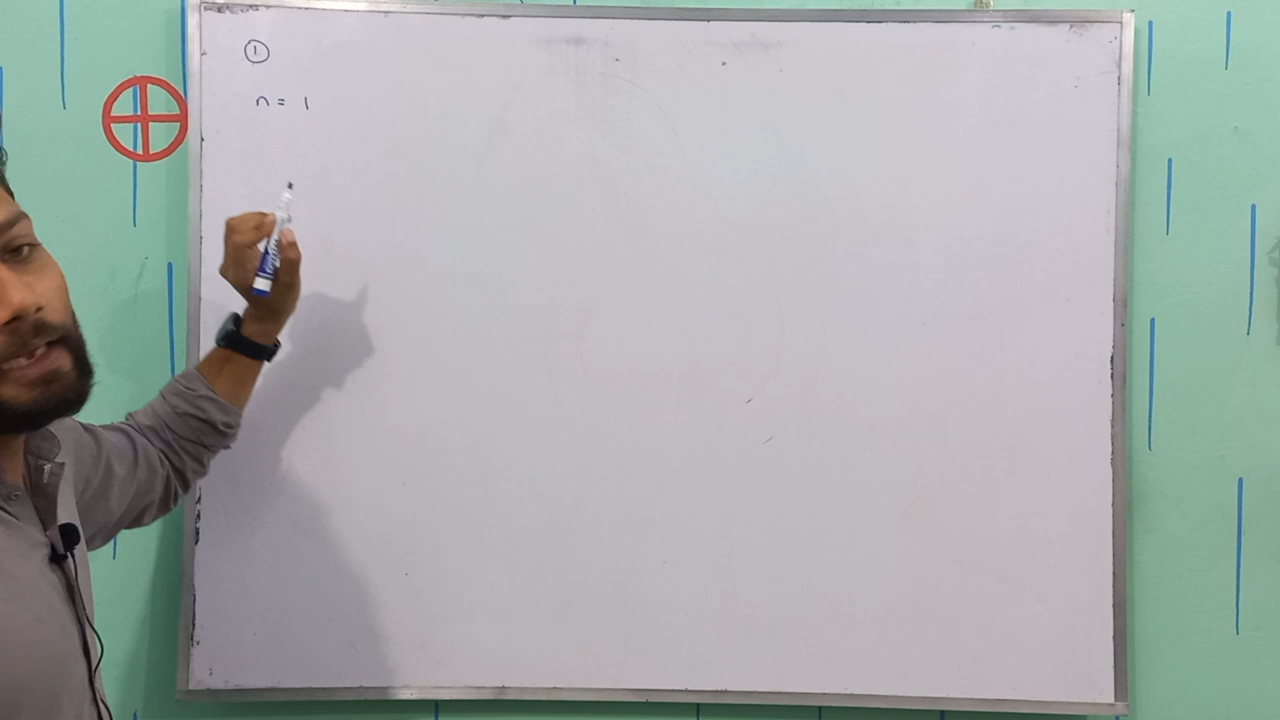 ①
n = 1